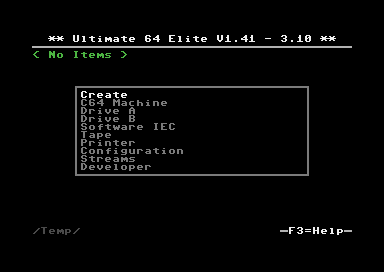 ** Ultimate 64 Elite V1.41 - 3.10 **
< No Items >
Create
C64 Machine
Drive A
Drive B
Software IEC
Tape
Printer
Configuration
Streams
Developer
/Temp/
-F3=Help-